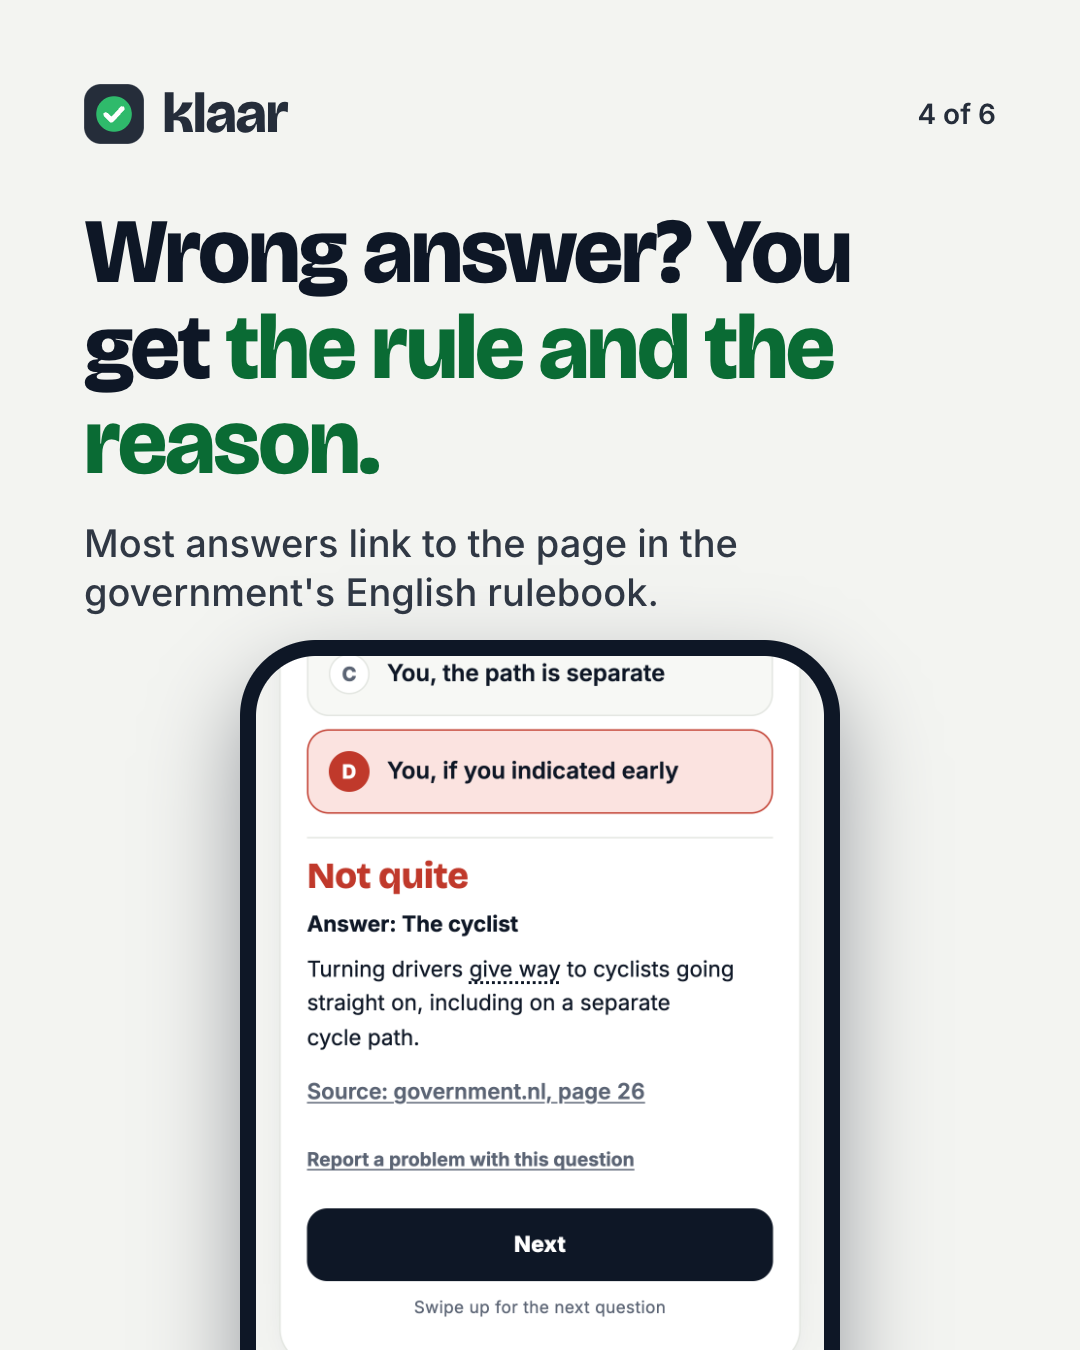 klaar
4 of 6
Wrong answer? You
get the rule and the
reason.
Most answers link to the page in the
government's English rulebook.
C You, the path is separate
D You, if you indicated early
Not quite
Answer: The cyclist
Turning drivers give way to cyclists going
straight on, including on a separate
cycle path.
Source: government.nl, page 26
Report a problem with this question
Next
Swipe up for the next question